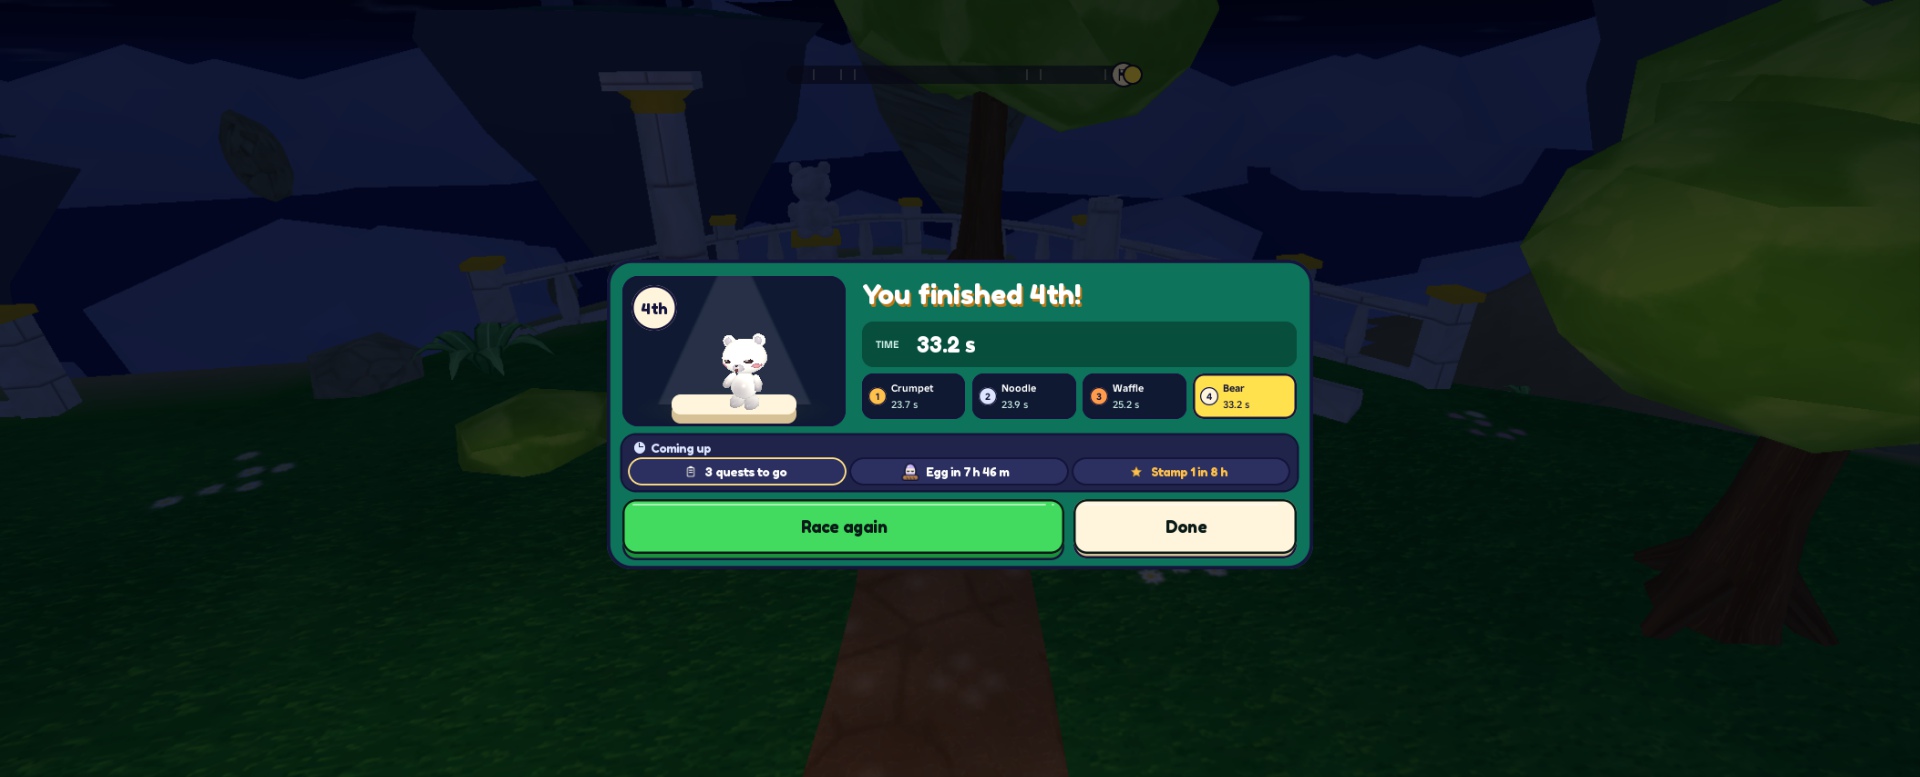 4th
You finished 4th!
TIME 33.2 s
1 Crumpet 23.7 s
2 Noodle 23.9 s
3 Waffle 25.2 s
4 Bear 33.2 s
Coming up
3 quests to go
Egg in 7 h 46 m
Stamp 1 in 8 h
Race again
Done